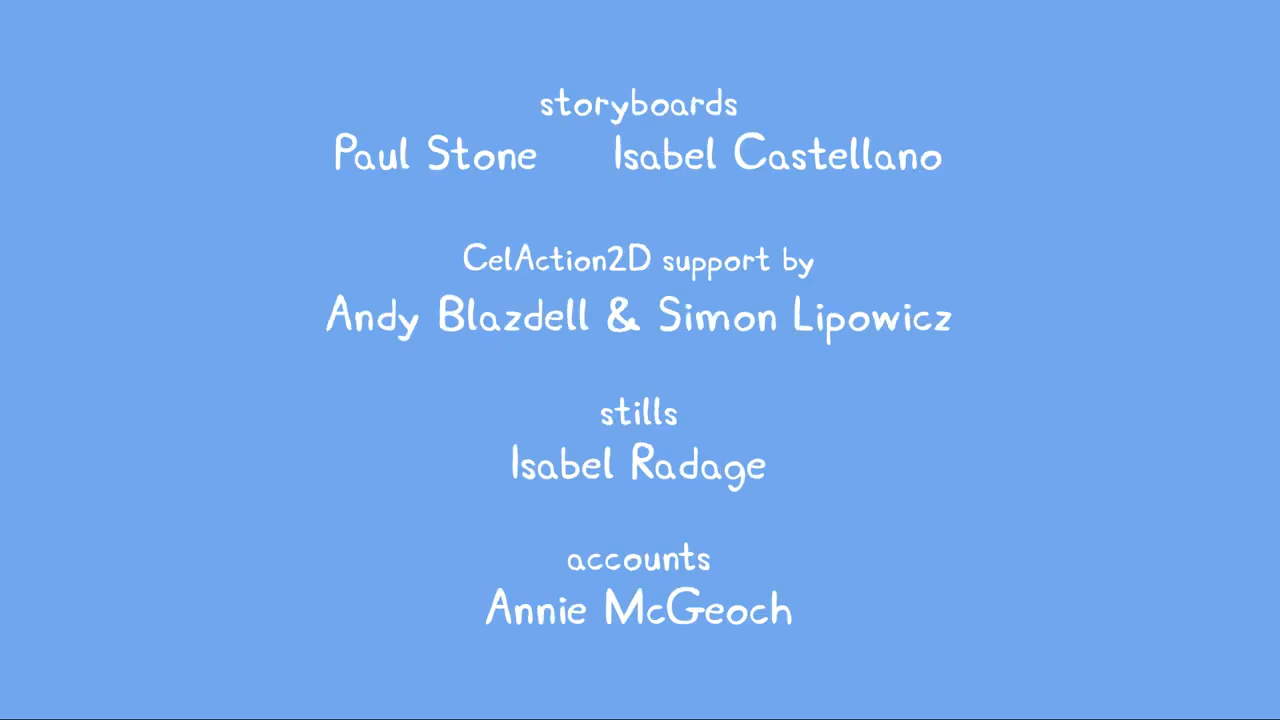 storyboards
Paul Stone Isabel Castellano
CelAction2D support by
Andy Blazdell & Simon Lipowicz
stills
Isabel Radage
accounts
Annie McGeoch